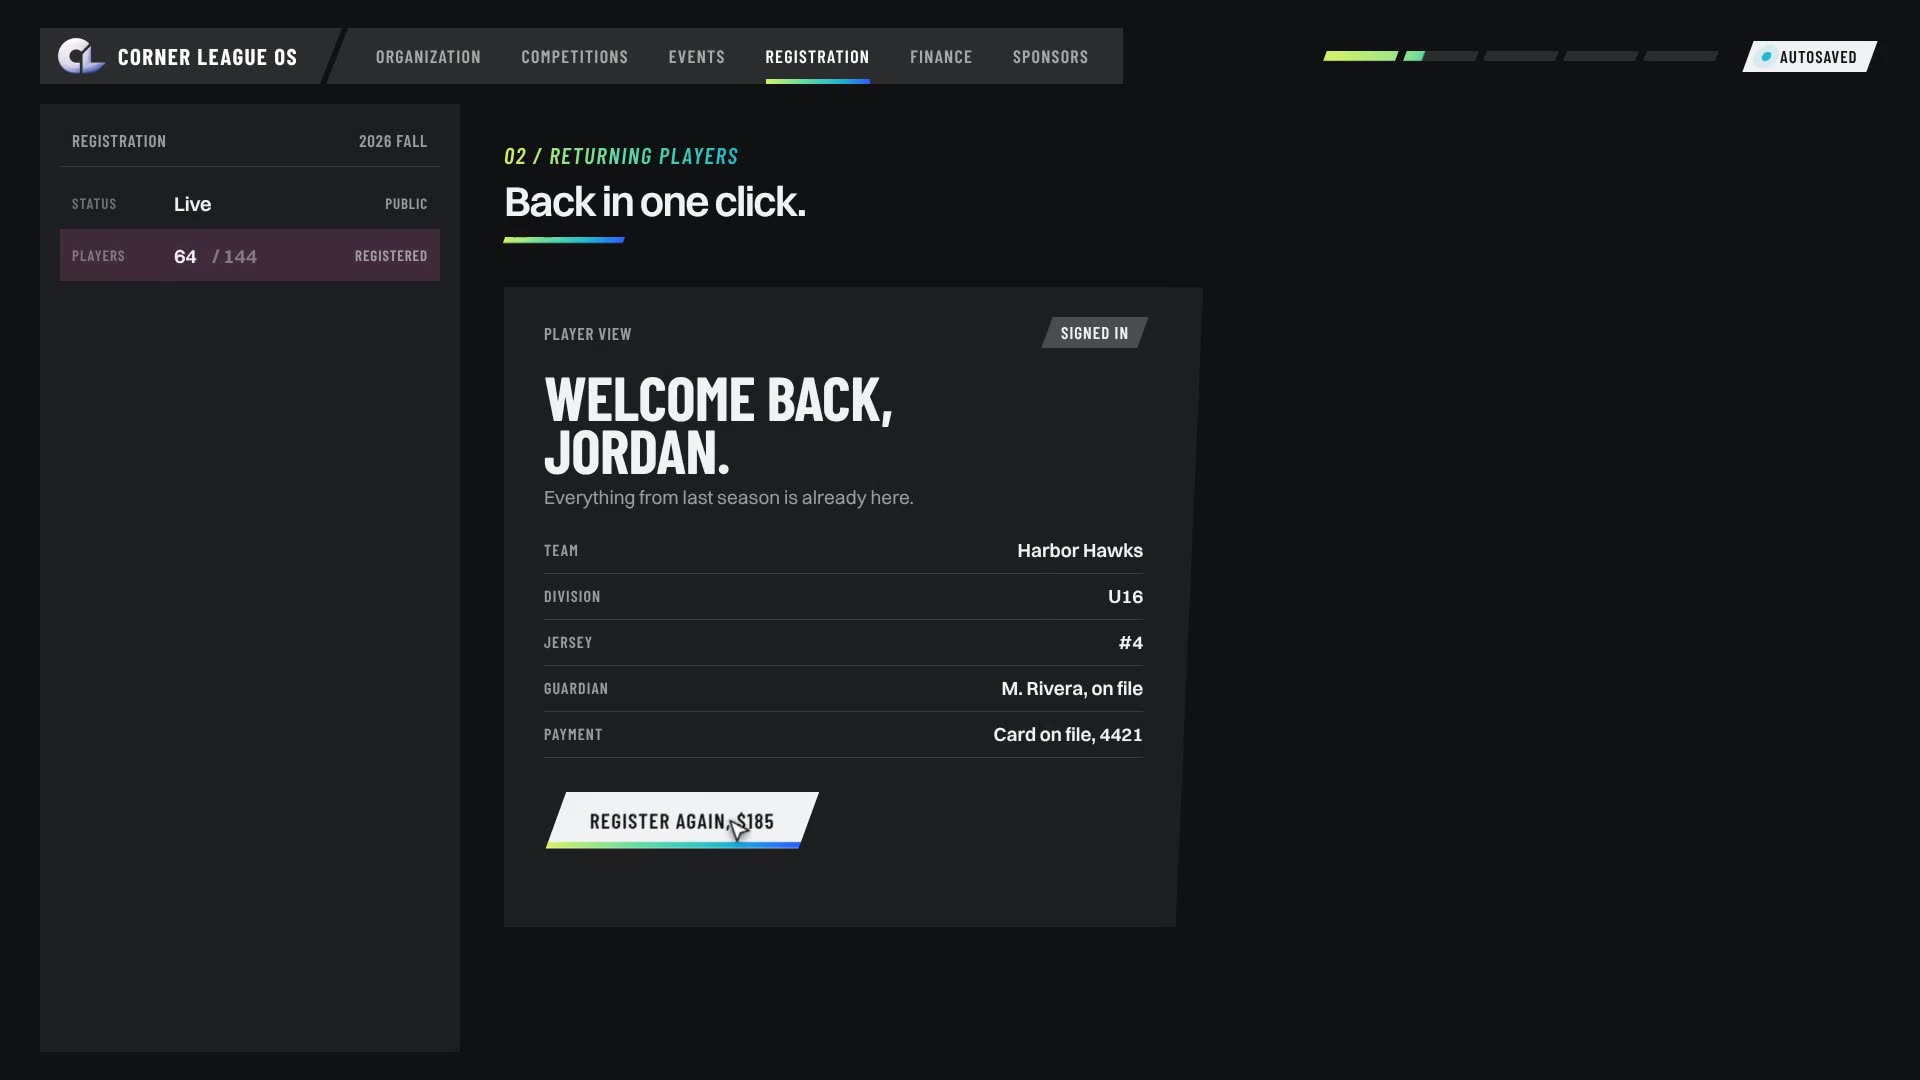 CORNER LEAGUE OS
ORGANIZATION
COMPETITIONS
EVENTS
REGISTRATION
FINANCE
SPONSORS
AUTOSAVED
REGISTRATION 2026 FALL
STATUS Live PUBLIC
PLAYERS 64 / 144 REGISTERED
02 / RETURNING PLAYERS
Back in one click.
PLAYER VIEW SIGNED IN
WELCOME BACK,
JORDAN.
Everything from last season is already here.
TEAM Harbor Hawks
DIVISION U16
JERSEY #4
GUARDIAN M. Rivera, on file
PAYMENT Card on file, 4421
REGISTER AGAIN, $185